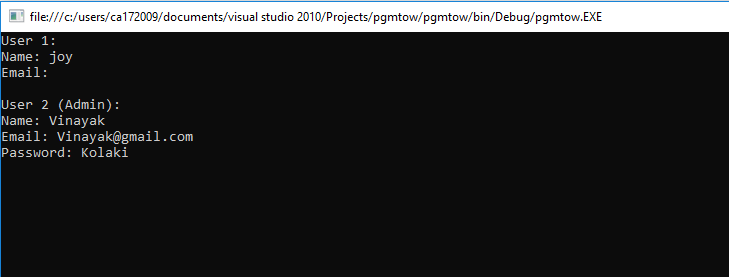 file:///c:/users/ca172009/documents/visual studio 2010/Projects/pgmtow/pgmtow/bin/Debug/pgmtow.EXE
User 1:
Name: joy
Email:
User 2 (Admin):
Name: Vinayak
Email: Vinayak@gmail.com
Password: Kolaki